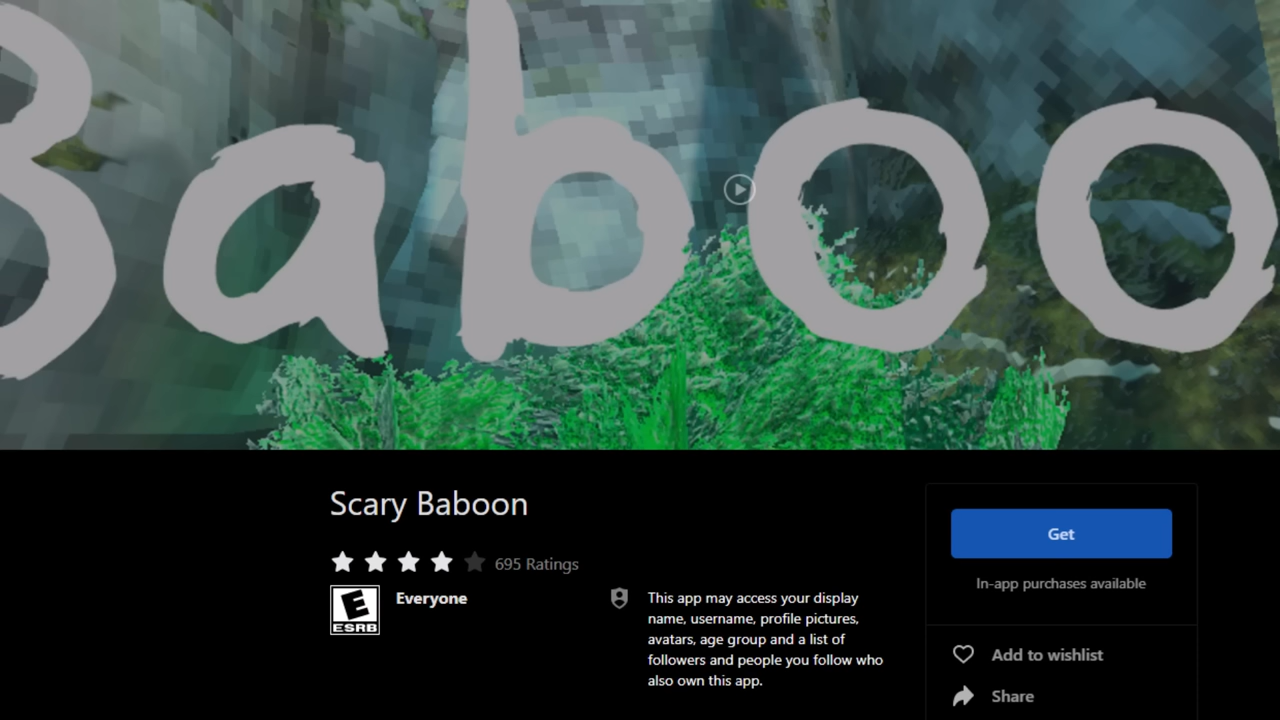 Baboo
Scary Baboon
695 Ratings
E
ESRB
Everyone
This app may access your display
name, username, profile pictures,
avatars, age group and a list of
followers and people you follow who
also own this app.
Get
In-app purchases available
Add to wishlist
Share